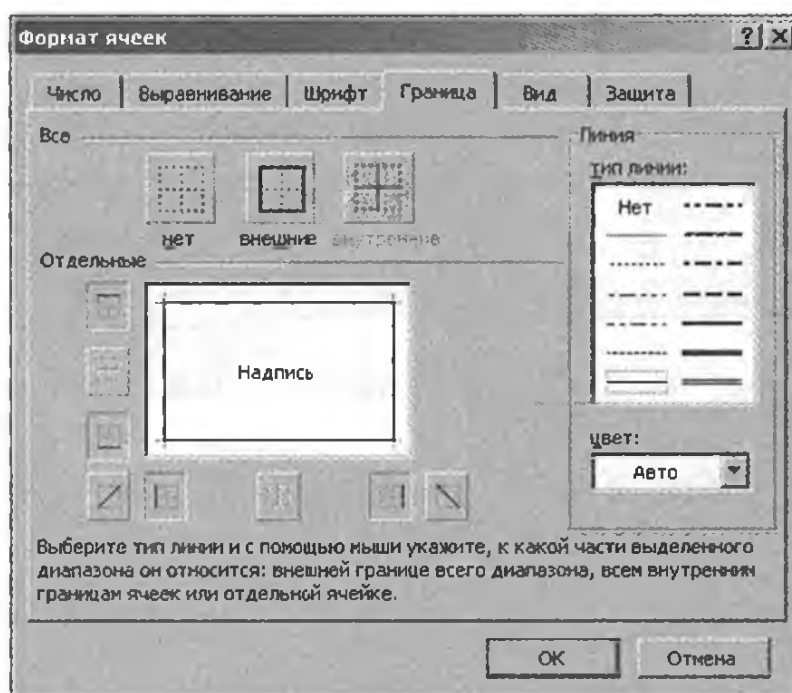 Формат ячеек
Число Выравнивание Шрифт Граница Вид Защита
Все
нет внешние внутренние
Отдельные
Надпись
Линия
тип линии:
Нет
цвет:
Авто
Выберите тип линии и с помощью мыши укажите, к какой части выделенного
диапазона он относится: внешней границе всего диапазона, всем внутренним
границам ячеек или отдельной ячейке.
ОК Отмена